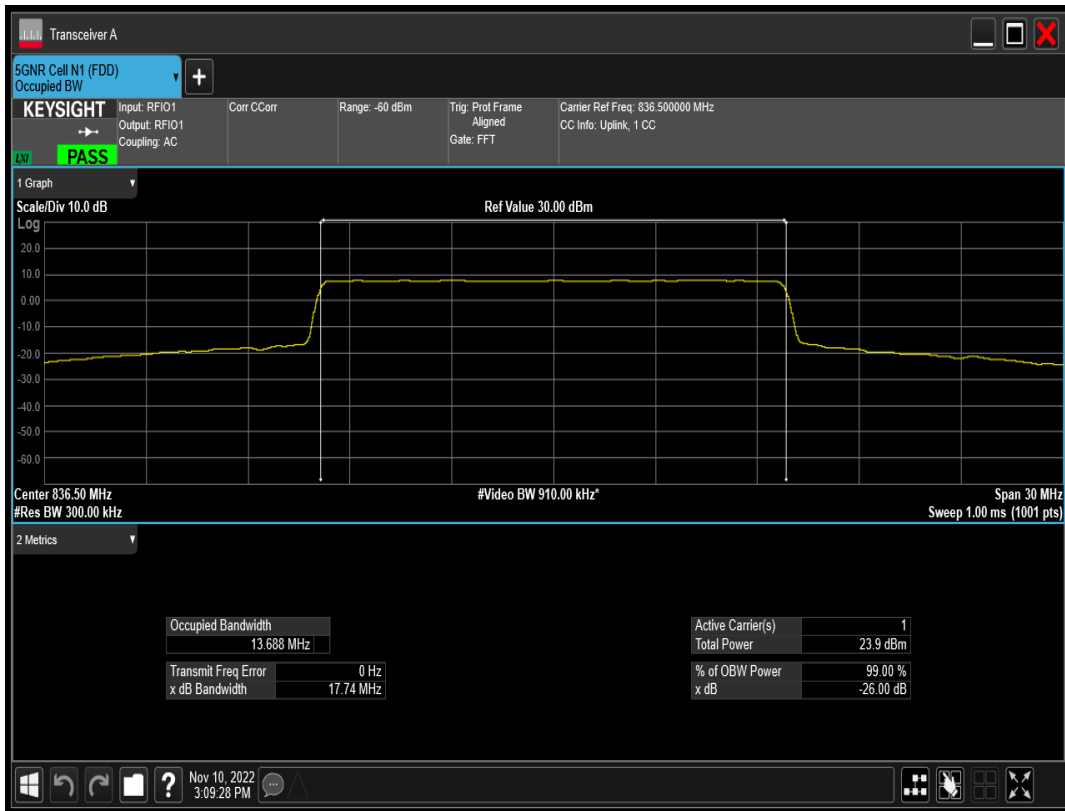 Transceiver A
5GNR Cell N1 (FDD)
Occupied BW
+
KEYSIGHT
Input: RFIO1
Output: RFIO1
Coupling: AC
Corr CCorr
Range: -60 dBm
Trig: Prot Frame
Aligned
Gate: FFT
Carrier Ref Freq: 836.500000 MHz
CC Info: Uplink, 1 CC
LXI
PASS
1 Graph
Scale/Div 10.0 dB
Ref Value 30.00 dBm
Log
20.0
10.0
0.00
-10.0
-20.0
-30.0
-40.0
-50.0
-60.0
Center 836.50 MHz
#Video BW 910.00 kHz*
Span 30 MHz
#Res BW 300.00 kHz
Sweep 1.00 ms (1001 pts)
2 Metrics
Occupied Bandwidth
13.688 MHz
Transmit Freq Error 0 Hz
x dB Bandwidth 17.74 MHz
Active Carrier(s) 1
Total Power 23.9 dBm
% of OBW Power 99.00 %
x dB -26.00 dB
?
Nov 10, 2022
3:09:28 PM